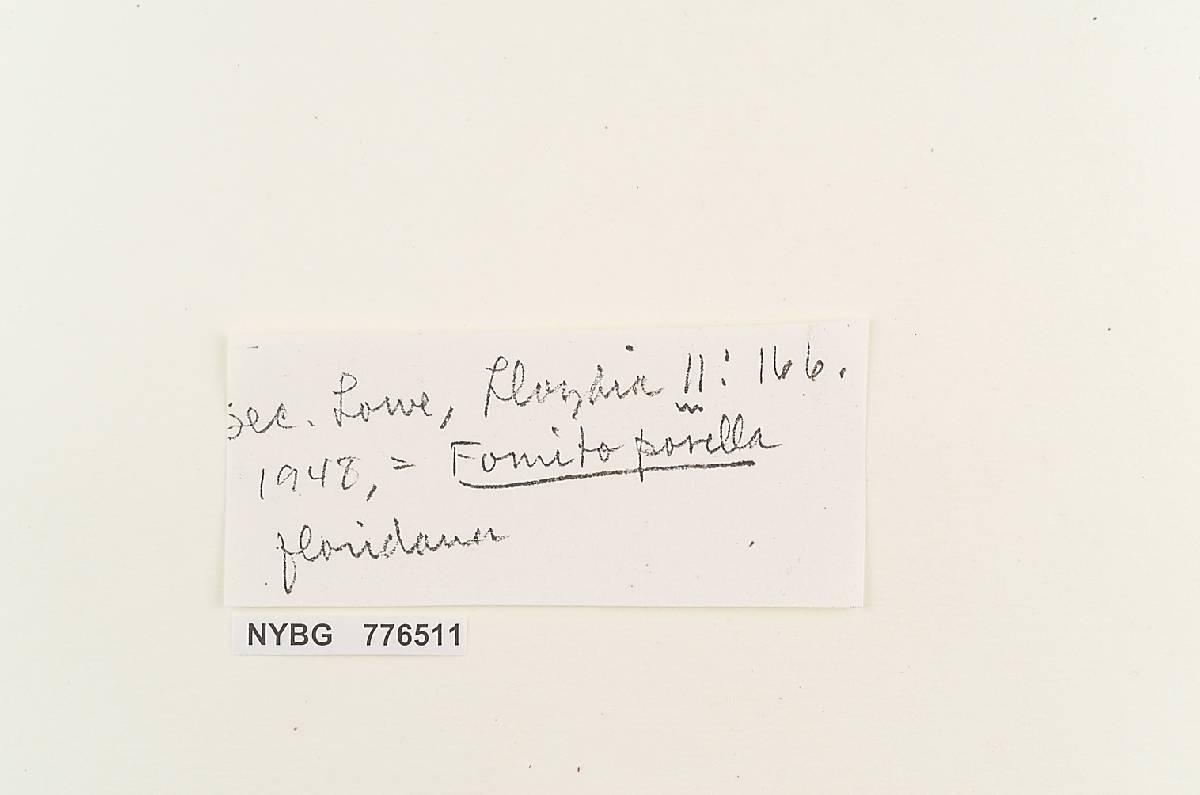 sec. Lowe, Lloydia 11: 166.
1948, = Fomitoporella
floridana
NYBG 776511